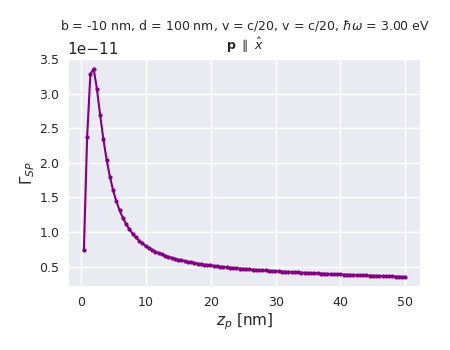 b = -10 nm, d = 100 nm, v = c/20, v = c/20, ℏω = 3.00 eV
p ∥ x̂
1e−11
3.5
3.0
2.5
2.0
1.5
1.0
0.5
Γ_SP
0 10 20 30 40 50
z_p [nm]